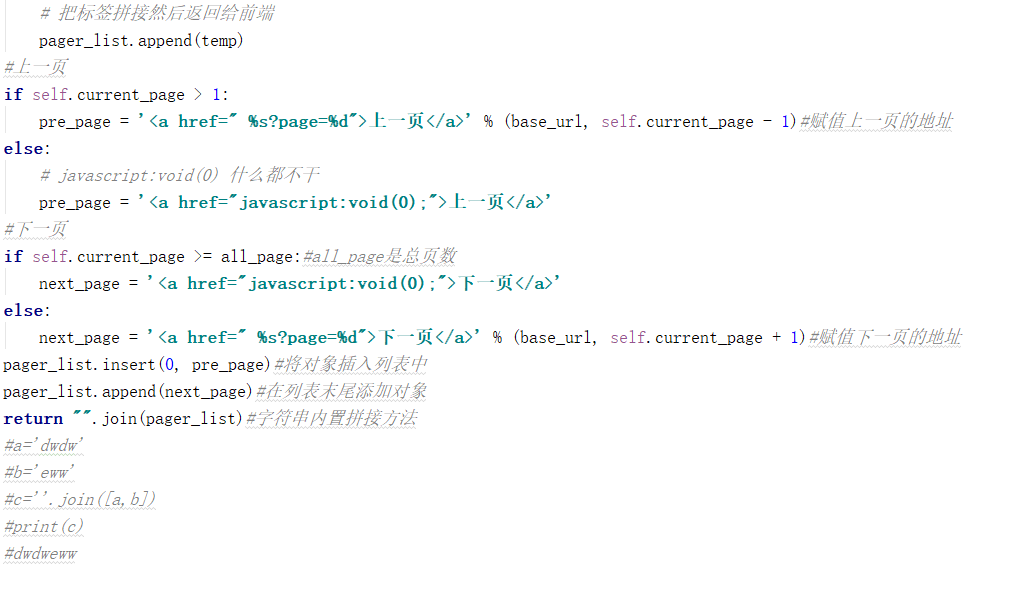 # 把标签拼接然后返回给前端
pager_list.append(temp)
#上一页
if self.current_page > 1:
pre_page = '<a href=" %s?page=%d">上一页</a>' % (base_url, self.current_page - 1)#赋值上一页的地址
else:
# javascript:void(0) 什么都不干
pre_page = '<a href="javascript:void(0);">上一页</a>'
#下一页
if self.current_page >= all_page:#all_page是总页数
next_page = '<a href="javascript:void(0);">下一页</a>'
else:
next_page = '<a href=" %s?page=%d">下一页</a>' % (base_url, self.current_page + 1)#赋值下一页的地址
pager_list.insert(0, pre_page)#将对象插入列表中
pager_list.append(next_page)#在列表末尾添加对象
return "".join(pager_list)#字符串内置拼接方法
#a='dwdw'
#b='eww'
#c=''.join([a,b])
#print(c)
#dwdweww